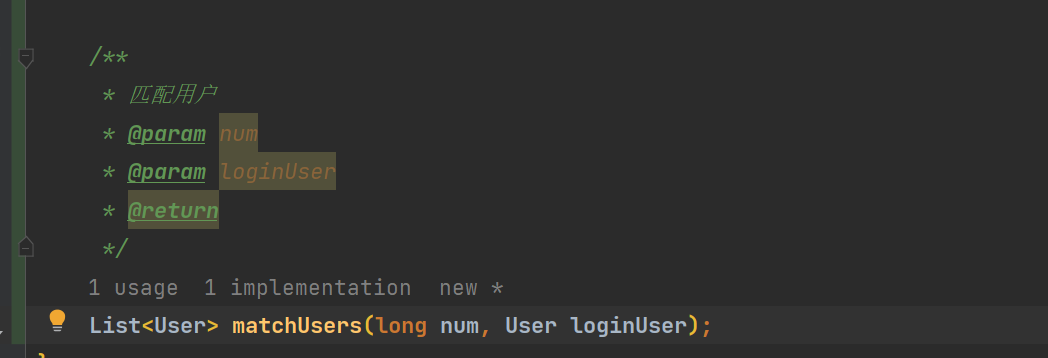 /**
* 匹配用户
* @param num
* @param loginUser
* @return
*/
1 usage 1 implementation new *
List<User> matchUsers(long num, User loginUser);
}